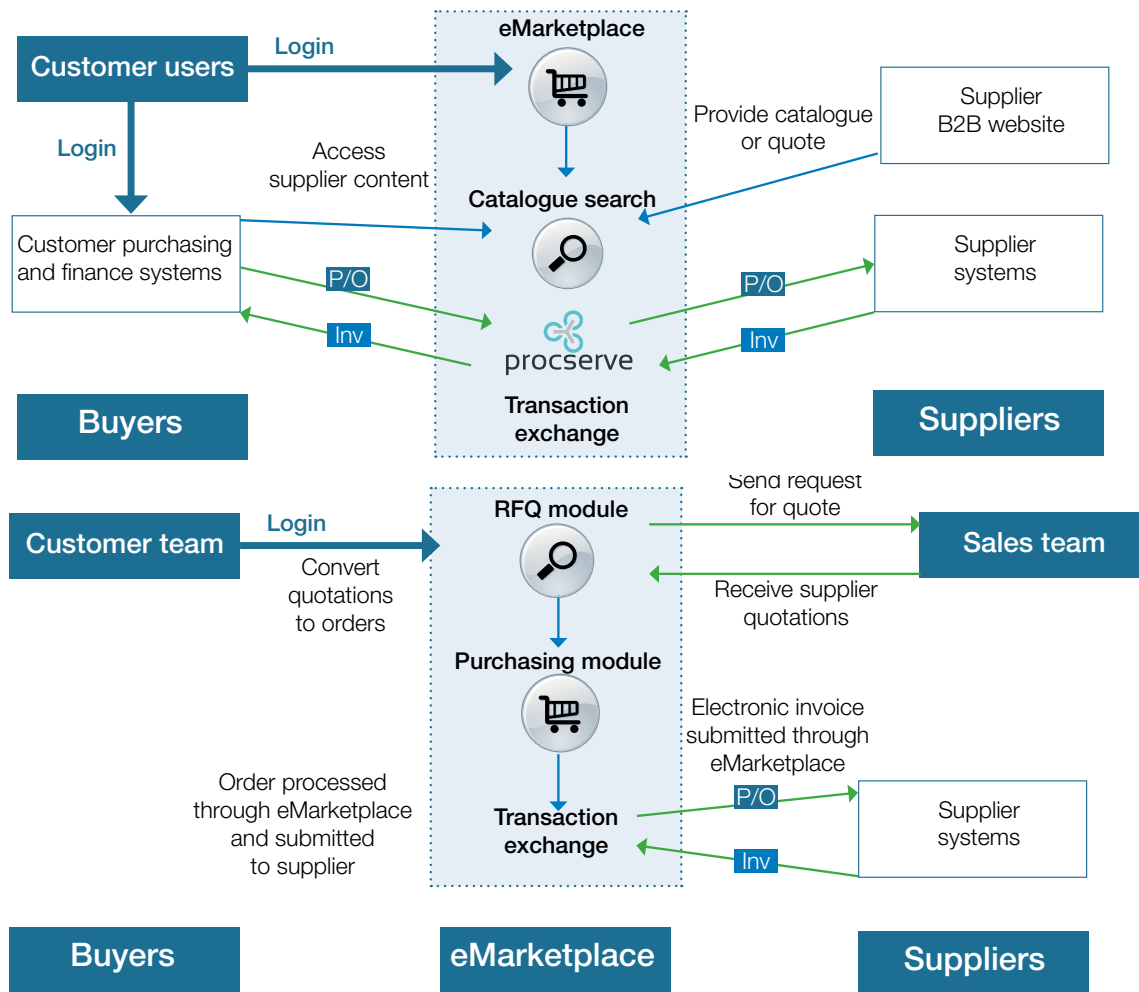 eMarketplace
Login
Customer users
Login
Access
supplier content
Provide catalogue
or quote
Supplier
B2B website
Catalogue search
Customer purchasing
and finance systems
Supplier
systems
P/O
P/O
Inv
Inv
procserve
Transaction
exchange
Buyers
Suppliers
Send request
for quote
RFQ module
Login
Customer team
Sales team
Convert
quotations
to orders
Receive supplier
quotations
Purchasing module
Electronic invoice
submitted through
eMarketplace
Order processed
through eMarketplace
and submitted
to supplier
P/O
Transaction
exchange
Inv
Supplier
systems
Buyers
eMarketplace
Suppliers